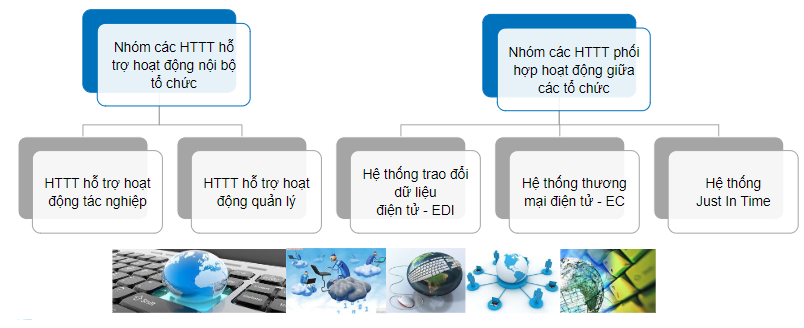 Nhóm các HTTT hỗ
trợ hoạt động nội bộ
tổ chức
Nhóm các HTTT phối
hợp hoạt động giữa
các tổ chức
HTTT hỗ trợ hoạt
động tác nghiệp
HTTT hỗ trợ hoạt
động quản lý
Hệ thống trao đổi
dữ liệu
điện tử - EDI
Hệ thống thương
mại điện tử - EC
Hệ thống
Just In Time
Shift